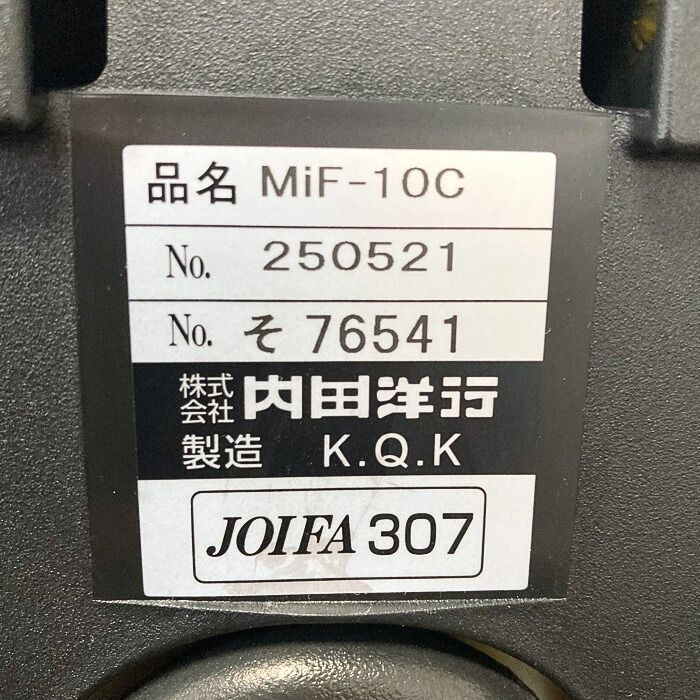 品名 MiF-10C
No. 250521
No. そ 76541
株式会社 内田洋行
製造 K.Q.K
JOIFA 307